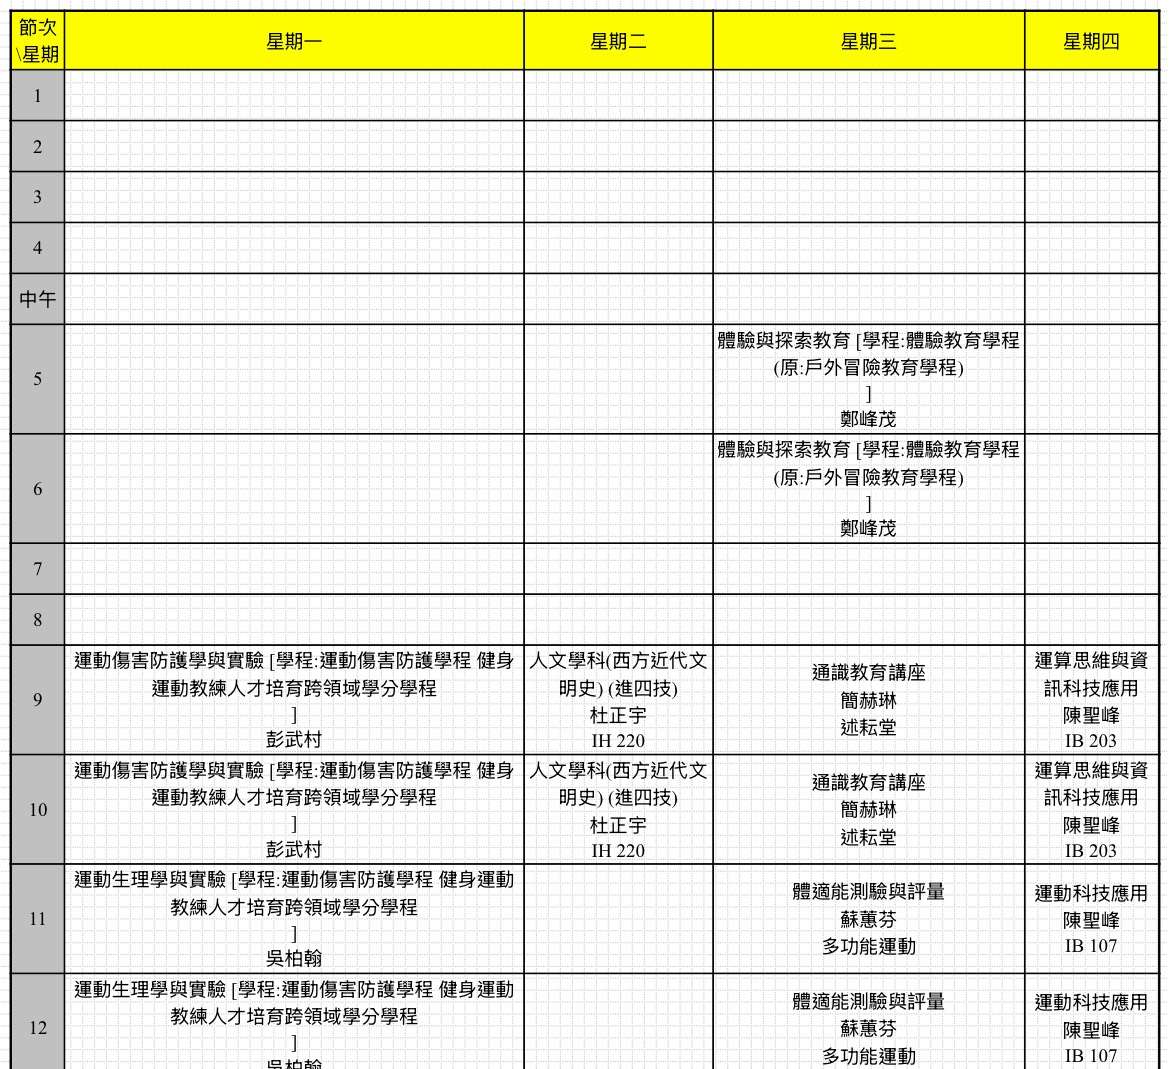 節次
\星期
星期一
星期二
星期三
星期四
1
2
3
4
中午
5
體驗與探索教育 [學程:體驗教育學程
(原:戶外冒險教育學程)
]
鄭峰茂
6
體驗與探索教育 [學程:體驗教育學程
(原:戶外冒險教育學程)
]
鄭峰茂
7
8
9
運動傷害防護學與實驗 [學程:運動傷害防護學程 健身
運動教練人才培育跨領域學分學程
]
彭武村
人文學科(西方近代文
明史) (進四技)
杜正宇
IH 220
通識教育講座
簡赫琳
述耘堂
運算思維與資
訊科技應用
陳聖峰
IB 203
10
運動傷害防護學與實驗 [學程:運動傷害防護學程 健身
運動教練人才培育跨領域學分學程
]
彭武村
人文學科(西方近代文
明史) (進四技)
杜正宇
IH 220
通識教育講座
簡赫琳
述耘堂
運算思維與資
訊科技應用
陳聖峰
IB 203
11
運動生理學與實驗 [學程:運動傷害防護學程 健身運動
教練人才培育跨領域學分學程
]
吳柏翰
體適能測驗與評量
蘇蕙芬
多功能運動
運動科技應用
陳聖峰
IB 107
12
運動生理學與實驗 [學程:運動傷害防護學程 健身運動
教練人才培育跨領域學分學程
]
吳柏翰
體適能測驗與評量
蘇蕙芬
多功能運動
運動科技應用
陳聖峰
IB 107